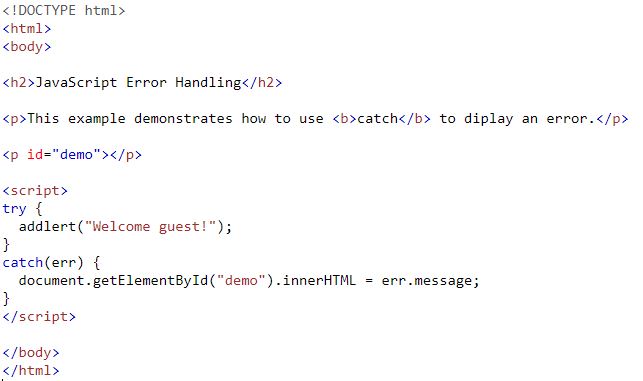 <!DOCTYPE html>
<html>
<body>
<h2>JavaScript Error Handling</h2>
<p>This example demonstrates how to use <b>catch</b> to diplay an error.</p>
<p id="demo"></p>
<script>
try {
  addlert("Welcome guest!");
}
catch(err) {
  document.getElementById("demo").innerHTML = err.message;
}
</script>
</body>
</html>